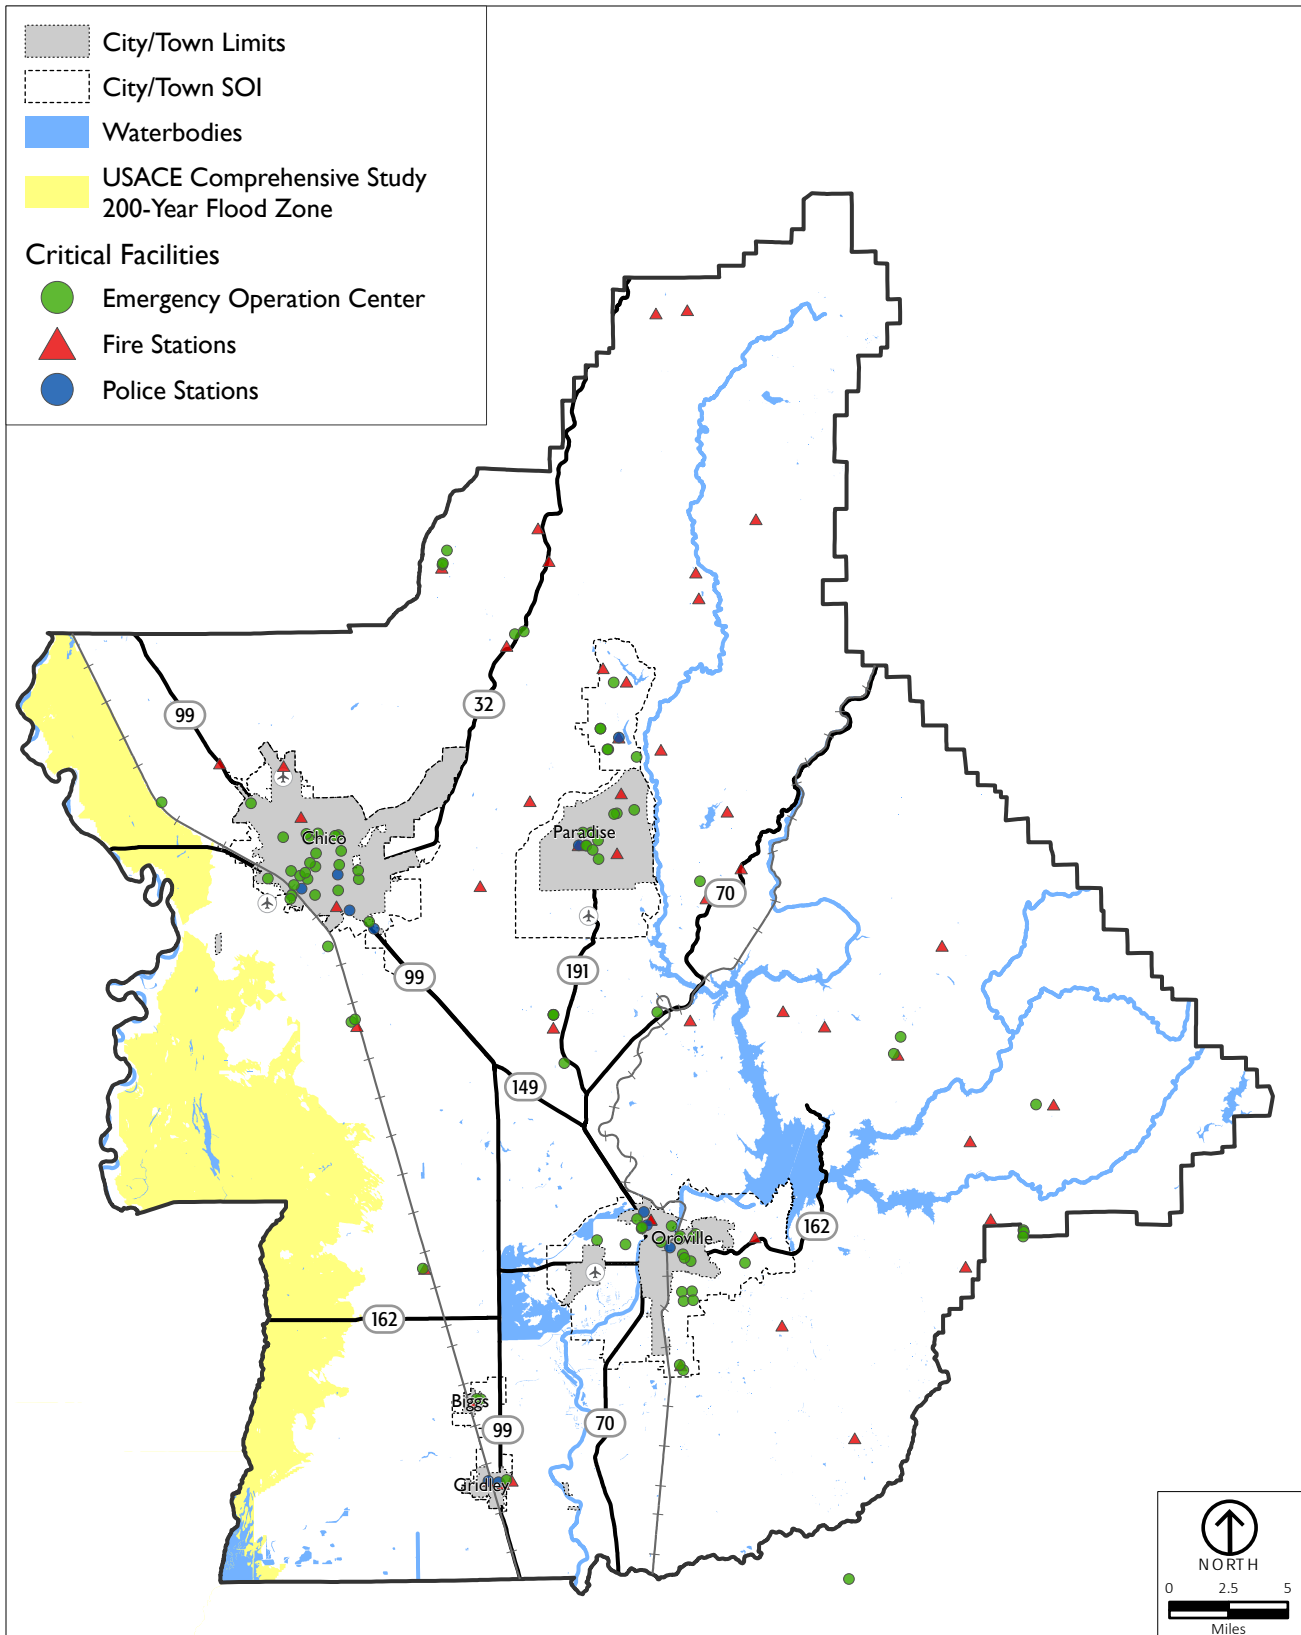 City/Town Limits
City/Town SOI
Waterbodies
USACE Comprehensive Study
200-Year Flood Zone
Critical Facilities
Emergency Operation Center
Fire Stations
Police Stations
99
32
Chico
Paradise
70
99
191
149
162
Oroville
162
Biggs
99
70
Gridley
NORTH
0 2.5 5
Miles